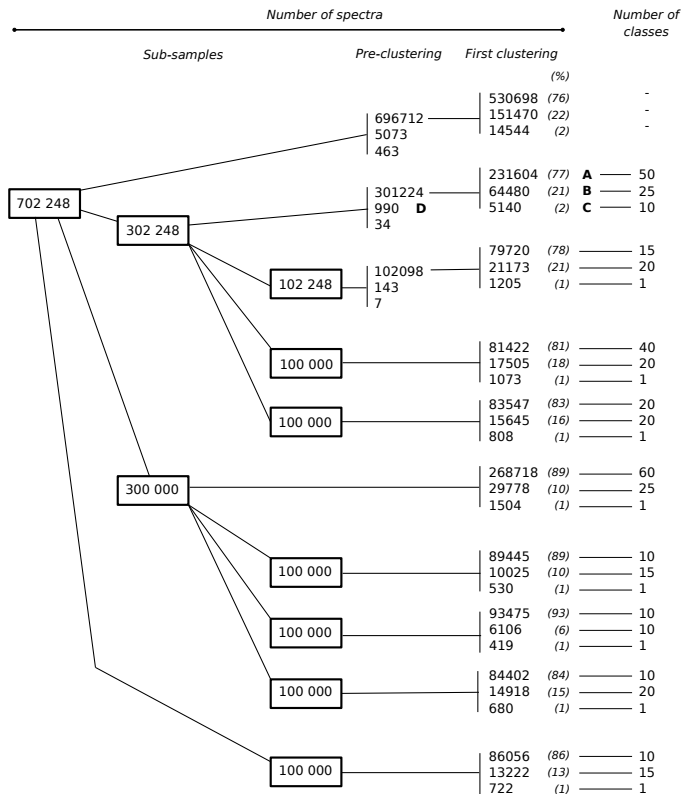 Number of spectra
Number of classes
Sub-samples
Pre-clustering
First clustering
(%)
530698 (76) -
696712
151470 (22) -
5073
14544 (2) -
463
231604 (77) A 50
301224
64480 (21) B 25
702 248
990 D
5140 (2) C 10
34
302 248
79720 (78) 15
102098
21173 (21) 20
102 248
143
1205 (1) 1
7
81422 (81) 40
100 000
17505 (18) 20
1073 (1) 1
83547 (83) 20
100 000
15645 (16) 20
808 (1) 1
268718 (89) 60
300 000
29778 (10) 25
1504 (1) 1
89445 (89) 10
100 000
10025 (10) 15
530 (1) 1
93475 (93) 10
100 000
6106 (6) 10
419 (1) 1
84402 (84) 10
100 000
14918 (15) 20
680 (1) 1
86056 (86) 10
100 000
13222 (13) 15
722 (1) 1